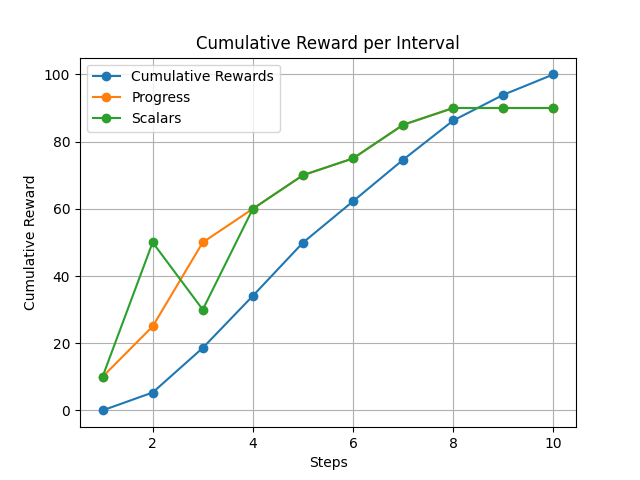 Cumulative Reward per Interval
Cumulative Rewards
Progress
Scalars
100
80
60
40
20
0
Cumulative Reward
2 4 6 8 10
Steps